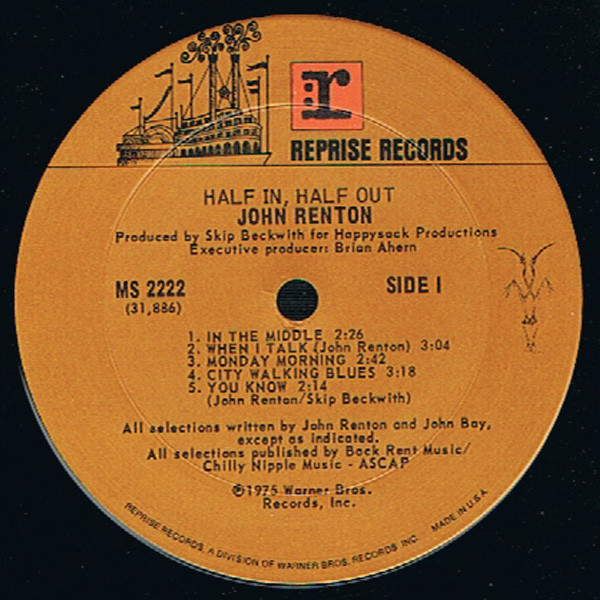 r
REPRISE RECORDS
HALF IN, HALF OUT
JOHN RENTON
Produced by Skip Beckwith for Happysack Productions
Executive producer: Brian Ahern
MS 2222
(31,886)
SIDE I
1. IN THE MIDDLE 2:26
2. WHEN I TALK (John Renton) 3:04
3. MONDAY MORNING 2:42
4. CITY WALKING BLUES 3:18
5. YOU KNOW 2:14
(John Renton/Skip Beckwith)
All selections written by John Renton and John Bay,
except as indicated.
All selections published by Back Rent Music/
Chilly Nipple Music - ASCAP
℗1975 Warner Bros.
Records, Inc.
REPRISE RECORDS, A DIVISION OF WARNER BROS. RECORDS INC. MADE IN U.S.A.